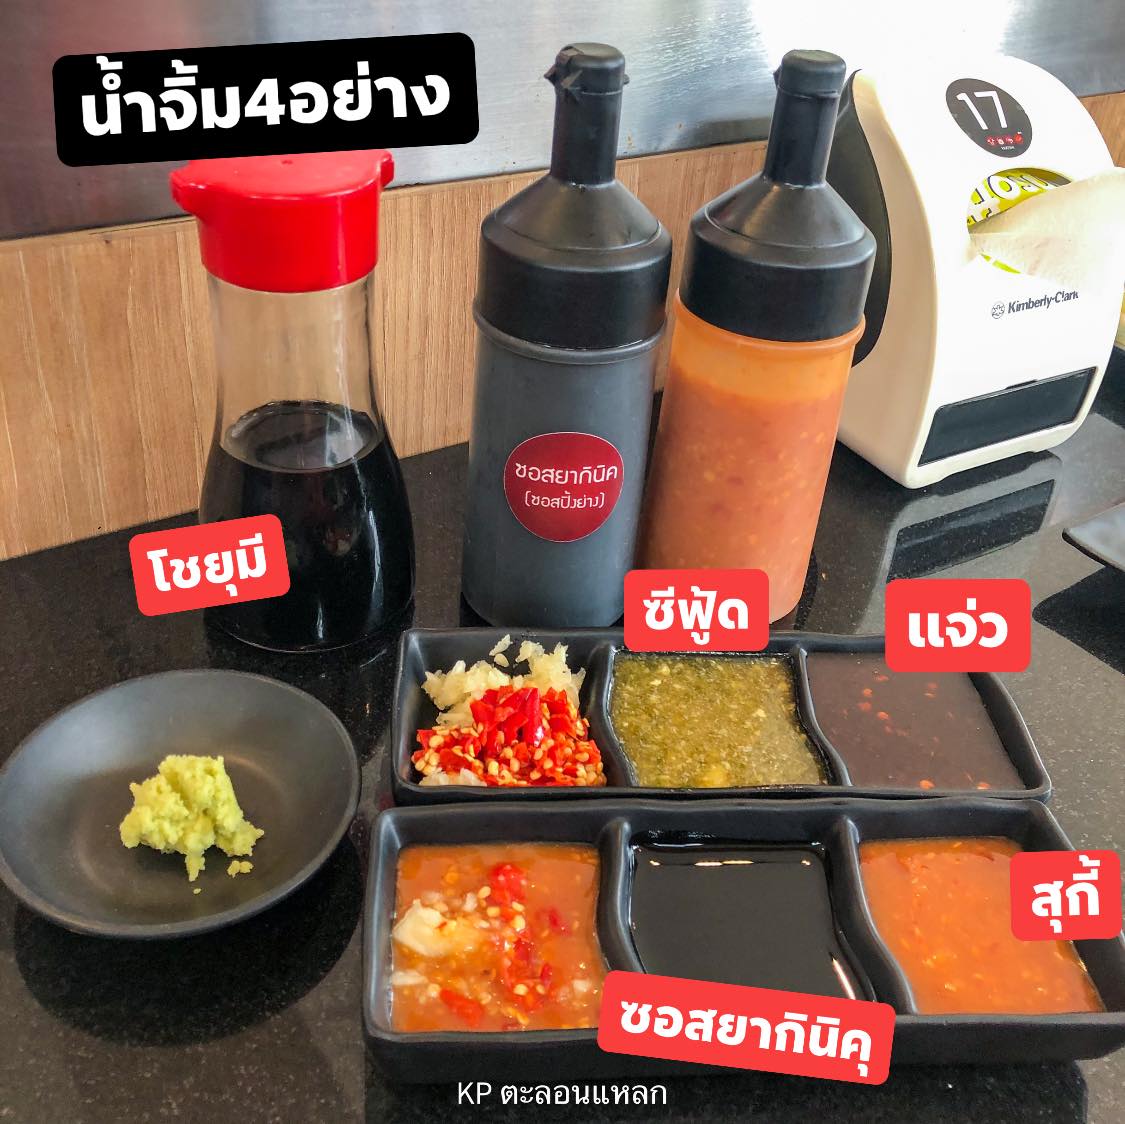 น้ำจิ้ม4อย่าง
17
Kimberly-Clark
ซอสยากินิค
(ซอสปิ้งย่าง)
โชยุมี
ซีฟู้ด
แจ่ว
สุกี้
ซอสยากินิคุ
KP ตะลอนแหลก